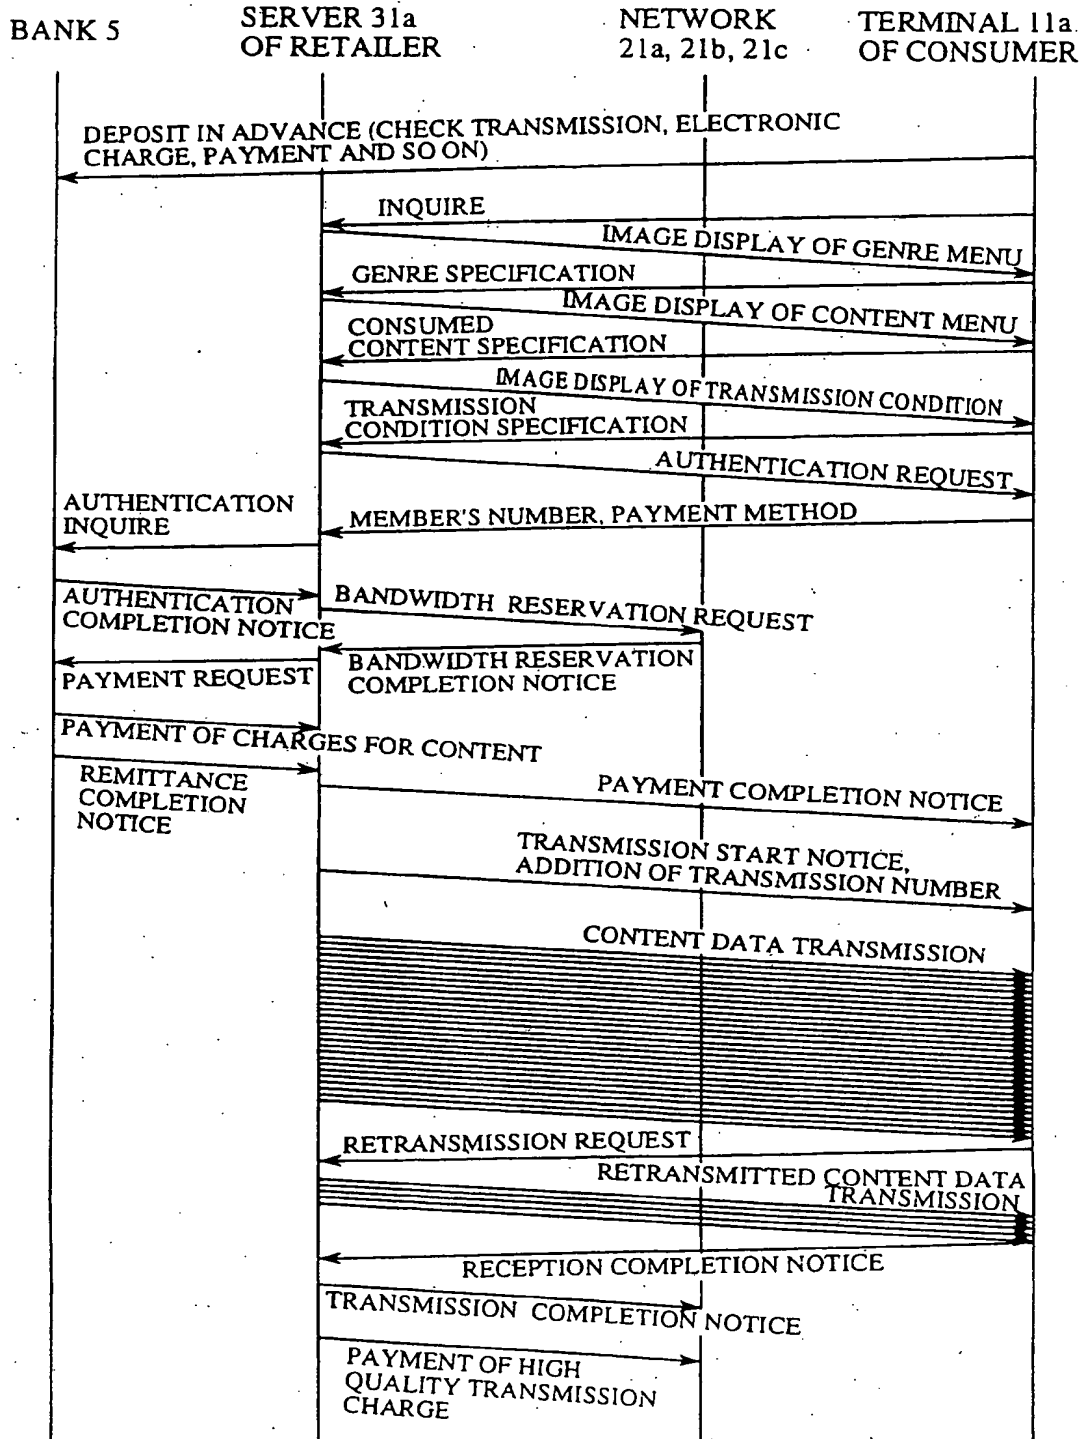 BANK 5
SERVER 31a
OF RETAILER
NETWORK
21a, 21b, 21c
TERMINAL 11a
OF CONSUMER
DEPOSIT IN ADVANCE (CHECK TRANSMISSION, ELECTRONIC
CHARGE, PAYMENT AND SO ON)
INQUIRE
IMAGE DISPLAY OF GENRE MENU
GENRE SPECIFICATION
IMAGE DISPLAY OF CONTENT MENU
CONSUMED
CONTENT SPECIFICATION
IMAGE DISPLAY OF TRANSMISSION CONDITION
TRANSMISSION
CONDITION SPECIFICATION
AUTHENTICATION REQUEST
AUTHENTICATION
INQUIRE
MEMBER'S NUMBER, PAYMENT METHOD
AUTHENTICATION
COMPLETION NOTICE
BANDWIDTH RESERVATION REQUEST
BANDWIDTH RESERVATION
COMPLETION NOTICE
PAYMENT REQUEST
PAYMENT OF CHARGES FOR CONTENT
REMITTANCE
COMPLETION
NOTICE
PAYMENT COMPLETION NOTICE
TRANSMISSION START NOTICE,
ADDITION OF TRANSMISSION NUMBER
CONTENT DATA TRANSMISSION
RETRANSMISSION REQUEST
RETRANSMITTED CONTENT DATA
TRANSMISSION
RECEPTION COMPLETION NOTICE
TRANSMISSION COMPLETION NOTICE
PAYMENT OF HIGH
QUALITY TRANSMISSION
CHARGE